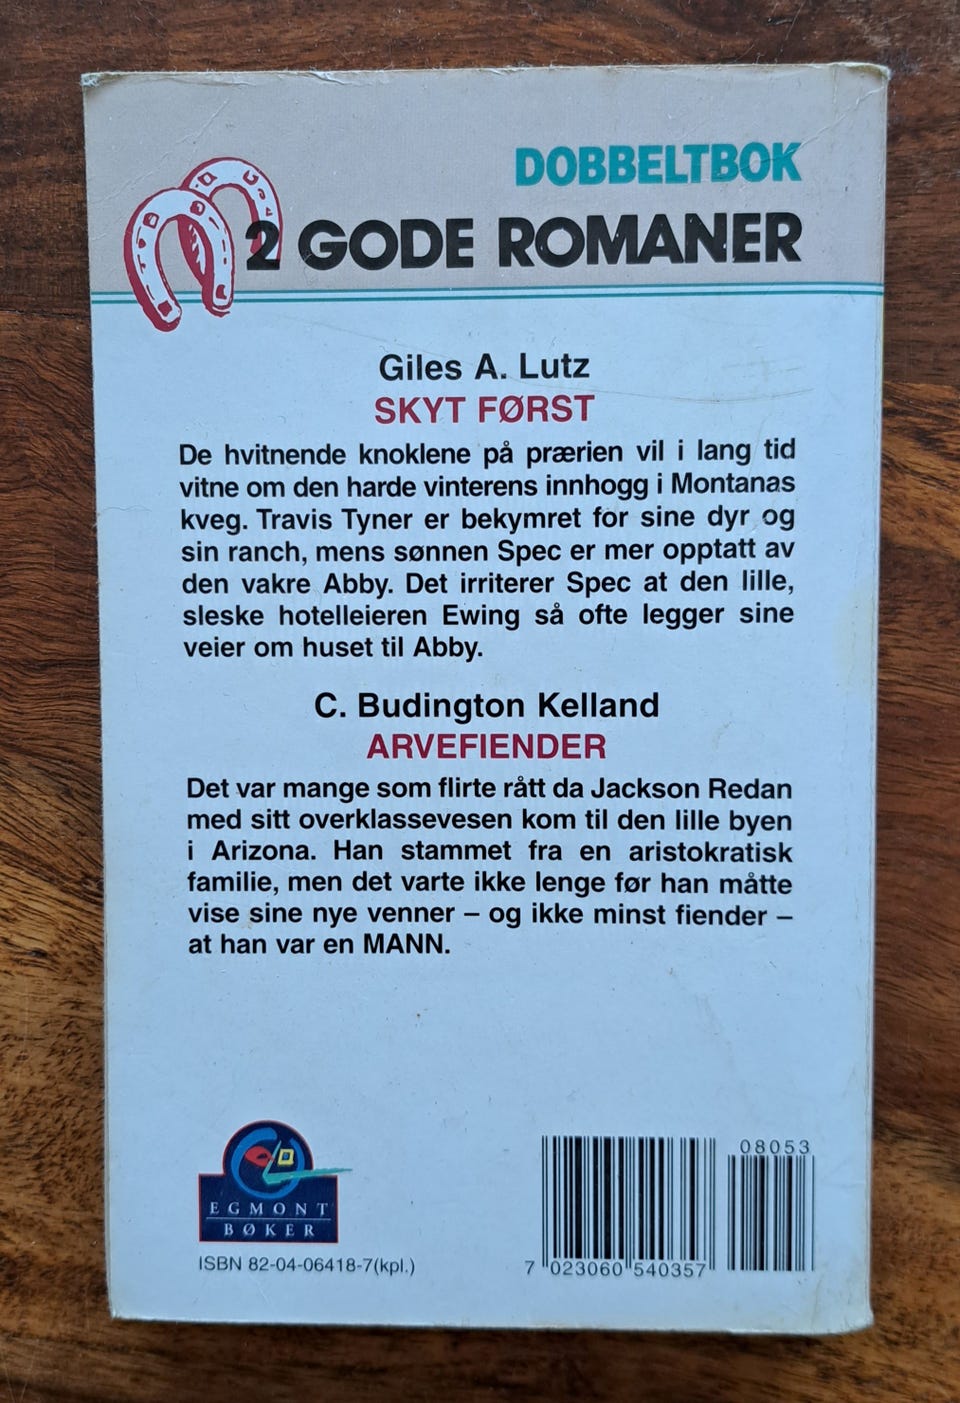 DOBBELTBOK
2 GODE ROMANER
Giles A. Lutz
SKYT FØRST
De hvitnende knoklene på prærien vil i lang tid
vitne om den harde vinterens innhogg i Montanas
kveg. Travis Tyner er bekymret for sine dyr og
sin ranch, mens sønnen Spec er mer opptatt av
den vakre Abby. Det irriterer Spec at den lille,
sleske hotelleieren Ewing så ofte legger sine
veier om huset til Abby.
C. Budington Kelland
ARVEFIENDER
Det var mange som flirte rått da Jackson Redan
med sitt overklassevesen kom til den lille byen
i Arizona. Han stammet fra en aristokratisk
familie, men det varte ikke lenge før han måtte
vise sine nye venner – og ikke minst fiender –
at han var en MANN.
EGMONT
BØKER
ISBN 82-04-06418-7(kpl.)
08053
7 023060 540357